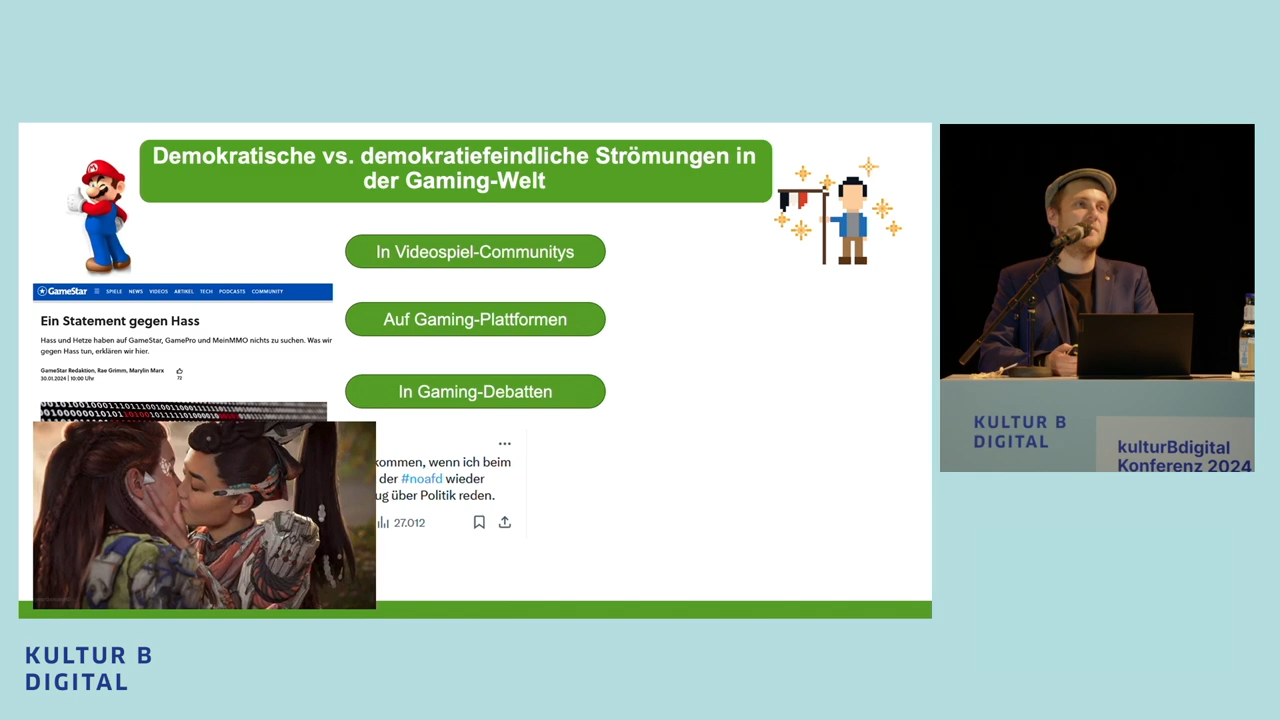 Demokratische vs. demokratiefeindliche Strömungen in
der Gaming-Welt
In Videospiel-Communitys
Auf Gaming-Plattformen
In Gaming-Debatten
GameStar
SPIELE NEWS VIDEOS ARTIKEL TECH PODCASTS COMMUNITY
Ein Statement gegen Hass
Hass und Hetze haben auf GameStar, GamePro und MeinMMO nichts zu suchen. Was wir
gegen Hass tun, erklären wir hier.
GameStar Redaktion, Rae Grimm, Marylin Marx
30.01.2024 | 10:00 Uhr
72
kommen, wenn ich beim
der #noafd wieder
ug über Politik reden.
27.012
KULTUR B
DIGITAL
kulturBdigital
Konferenz 2024
KULTUR B
DIGITAL